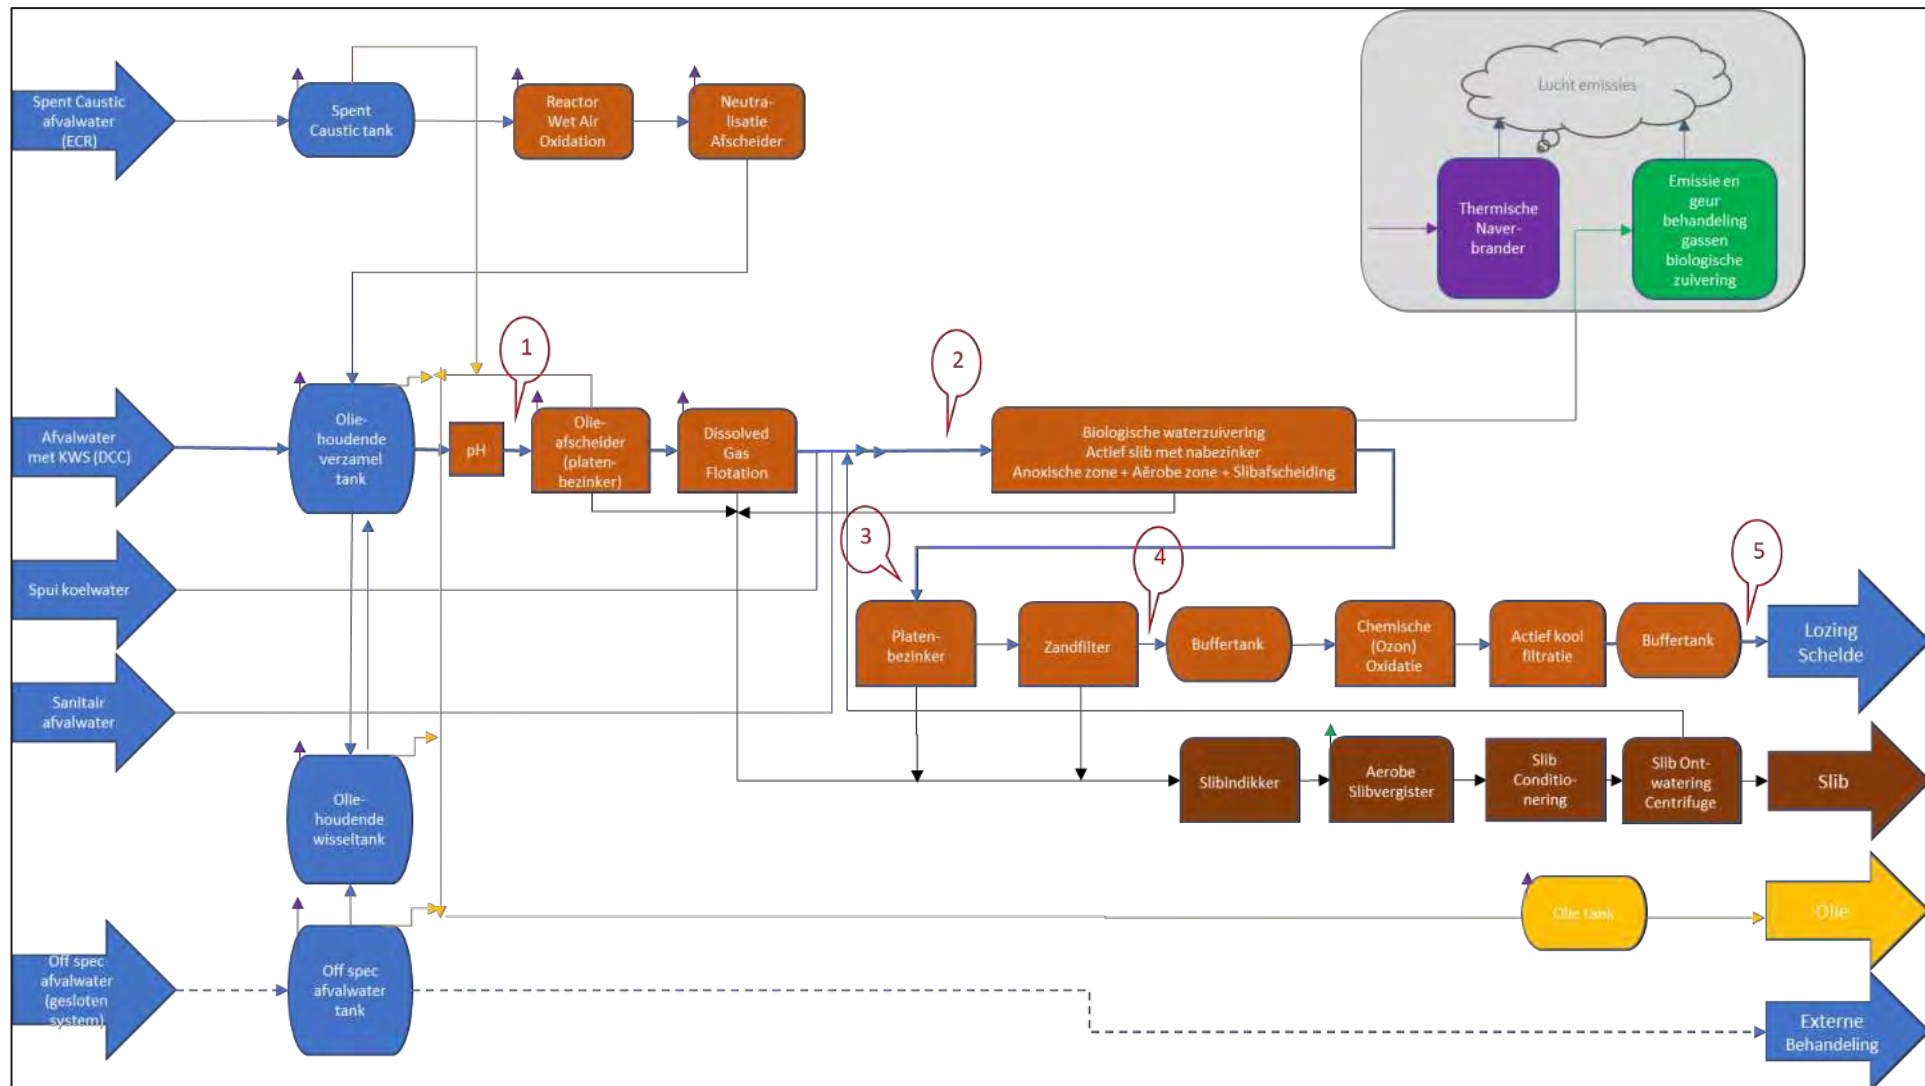 Spent Caustic
afvalwater
(ECR)
Spent
Caustic tank
Reactor
Wet Air
Oxidation
Neutra-
lisatie
Afscheider
Lucht emissies
Thermische
Naver-
brander
Emissie en
geur
behandeling
gassen
biologische
zuivering
1
2
Afvalwater
met KWS (DCC)
Olie-
houdende
verzamel
tank
pH
Olie-
afscheider
(platen-
bezinker)
Dissolved
Gas
Flotation
Biologische waterzuivering
Actief slib met nabezinker
Anoxische zone + Aërobe zone + Slibafscheiding
3
4
5
Spui koelwater
Platen-
bezinker
Zandfilter
Buffertank
Chemische
(Ozon)
Oxidatie
Actief kool
filtratie
Buffertank
Lozing
Schelde
Sanitair
afvalwater
Olie-
houdende
wisseltank
Slibindikker
Aerobe
Slibvergister
Slib
Conditio-
nering
Slib Ont-
watering
Centrifuge
Slib
Olie tank
Olie
Off spec
afvalwater
(gesloten
system)
Off spec
afvalwater
tank
Externe
Behandeling